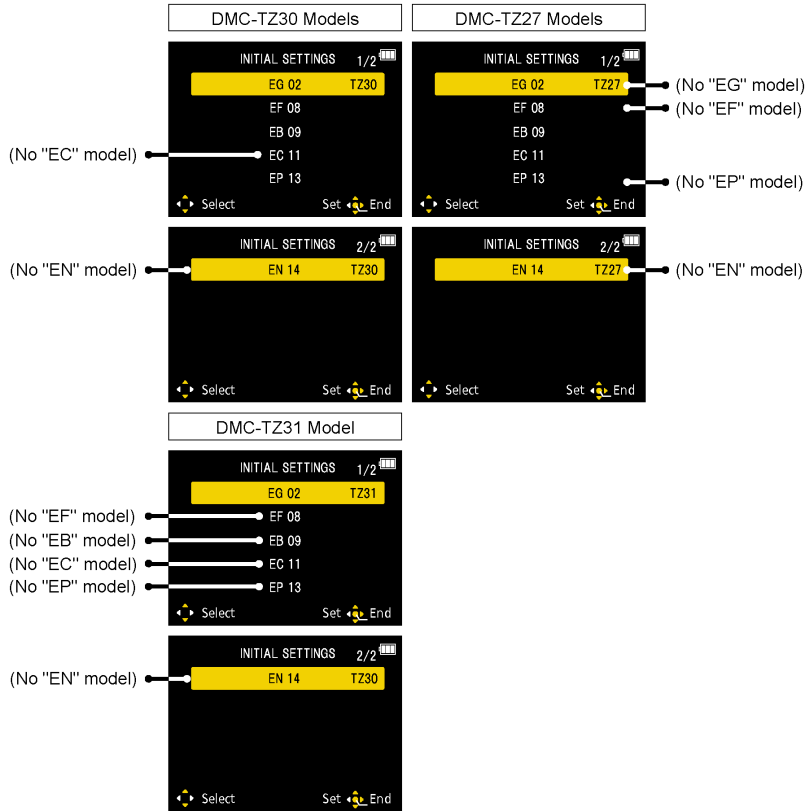 DMC-TZ30 Models
INITIAL SETTINGS 1/2
EG 02 TZ30
EF 08
EB 09
(No "EC" model) EC 11
EP 13
Select Set End
INITIAL SETTINGS 2/2
(No "EN" model) EN 14 TZ30
Select Set End
DMC-TZ27 Models
INITIAL SETTINGS 1/2
EG 02 TZ27 (No "EG" model)
EF 08 (No "EF" model)
EB 09
EC 11
EP 13 (No "EP" model)
Select Set End
INITIAL SETTINGS 2/2
EN 14 TZ27 (No "EN" model)
Select Set End
DMC-TZ31 Model
INITIAL SETTINGS 1/2
EG 02 TZ31
(No "EF" model) EF 08
(No "EB" model) EB 09
(No "EC" model) EC 11
(No "EP" model) EP 13
Select Set End
INITIAL SETTINGS 2/2
(No "EN" model) EN 14 TZ30
Select Set End